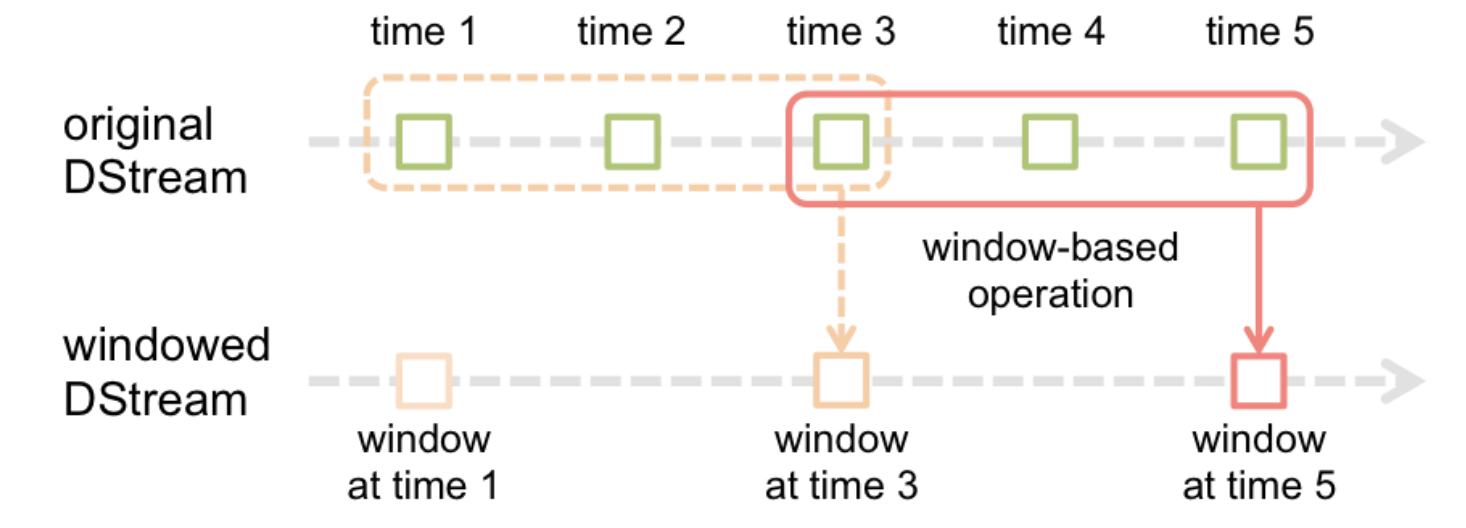 time 1 time 2 time 3 time 4 time 5
original
DStream
window-based
operation
windowed
DStream
window
at time 1
window
at time 3
window
at time 5